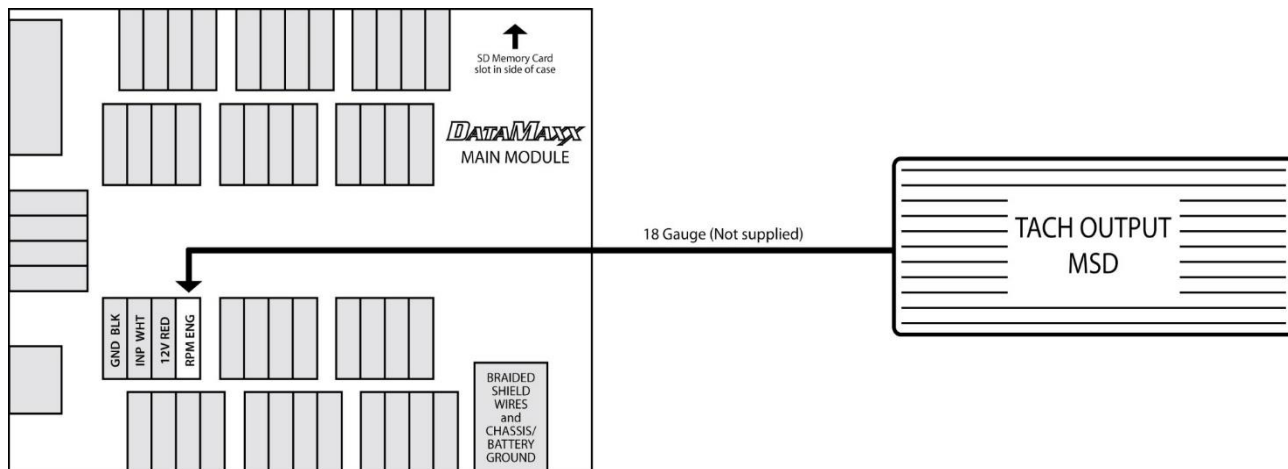 SD Memory Card
slot in side of case
DATAMAXX
MAIN MODULE
18 Gauge (Not supplied)
TACH OUTPUT
MSD
GND BLK
INP WHT
12V RED
RPM ENG
BRAIDED
SHIELD
WIRES
and
CHASSIS/
BATTERY
GROUND